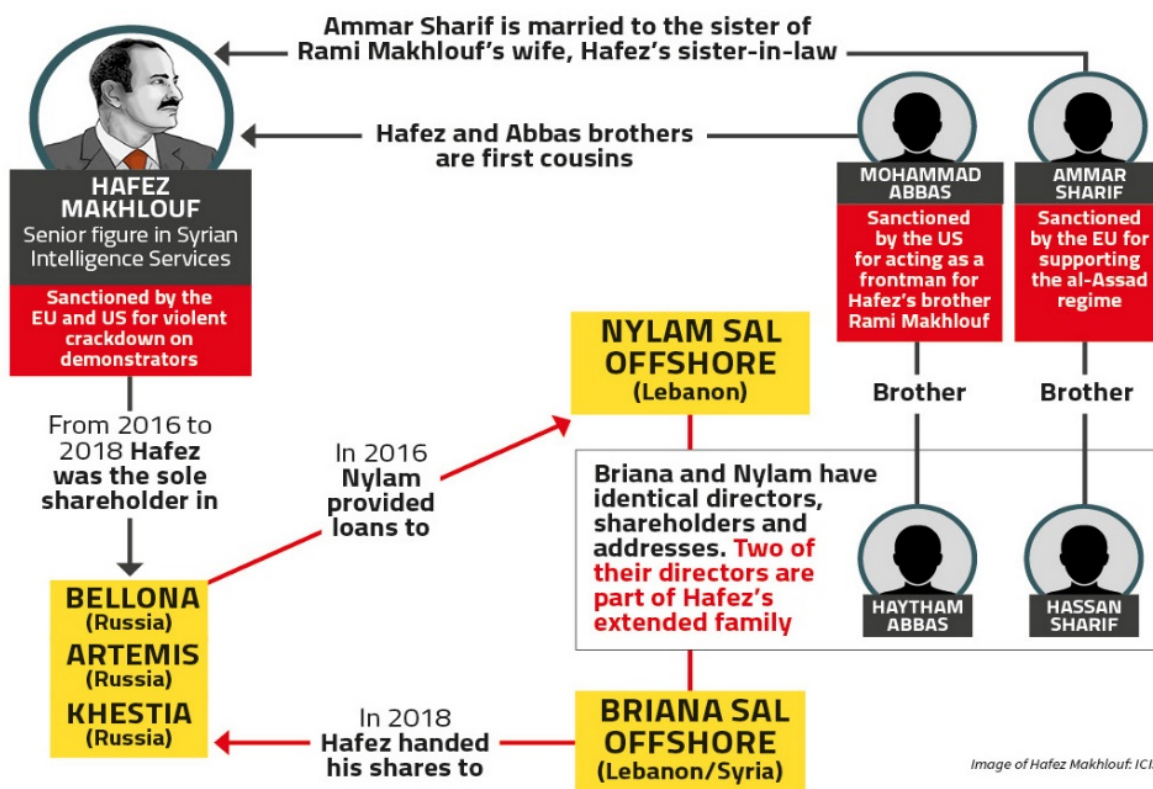 Ammar Sharif is married to the sister of
Rami Makhlouf's wife, Hafez's sister-in-law
Hafez and Abbas brothers
are first cousins
HAFEZ
MAKHLOUF
Senior figure in Syrian
Intelligence Services
Sanctioned by the
EU and US for violent
crackdown on
demonstrators
MOHAMMAD
ABBAS
Sanctioned
by the US
for acting as a
frontman for
Hafez's brother
Rami Makhlouf
AMMAR
SHARIF
Sanctioned
by the EU for
supporting
the al-Assad
regime
Brother
Brother
From 2016 to
2018 Hafez
was the sole
shareholder in
In 2016
Nylam
provided
loans to
NYLAM SAL
OFFSHORE
(Lebanon)
Briana and Nylam have
identical directors,
shareholders and
addresses. Two of
their directors are
part of Hafez's
extended family
HAYTHAM
ABBAS
HASSAN
SHARIF
BELLONA
(Russia)
ARTEMIS
(Russia)
KHESTIA
(Russia)
In 2018
Hafez handed
his shares to
BRIANA SAL
OFFSHORE
(Lebanon/Syria)
Image of Hafez Makhlouf: